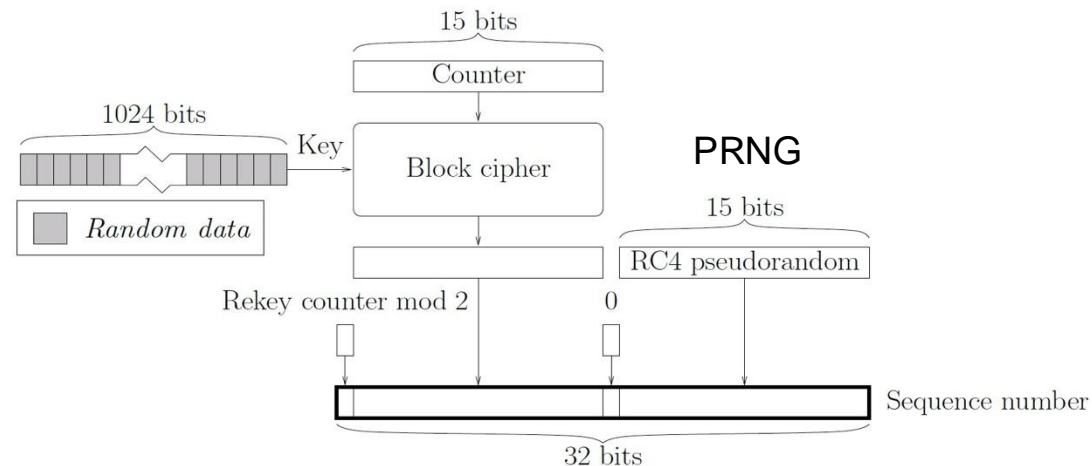 15 bits
Counter
1024 bits
Key
Block cipher
PRNG
Random data
15 bits
RC4 pseudorandom
Rekey counter mod 2
0
Sequence number
32 bits